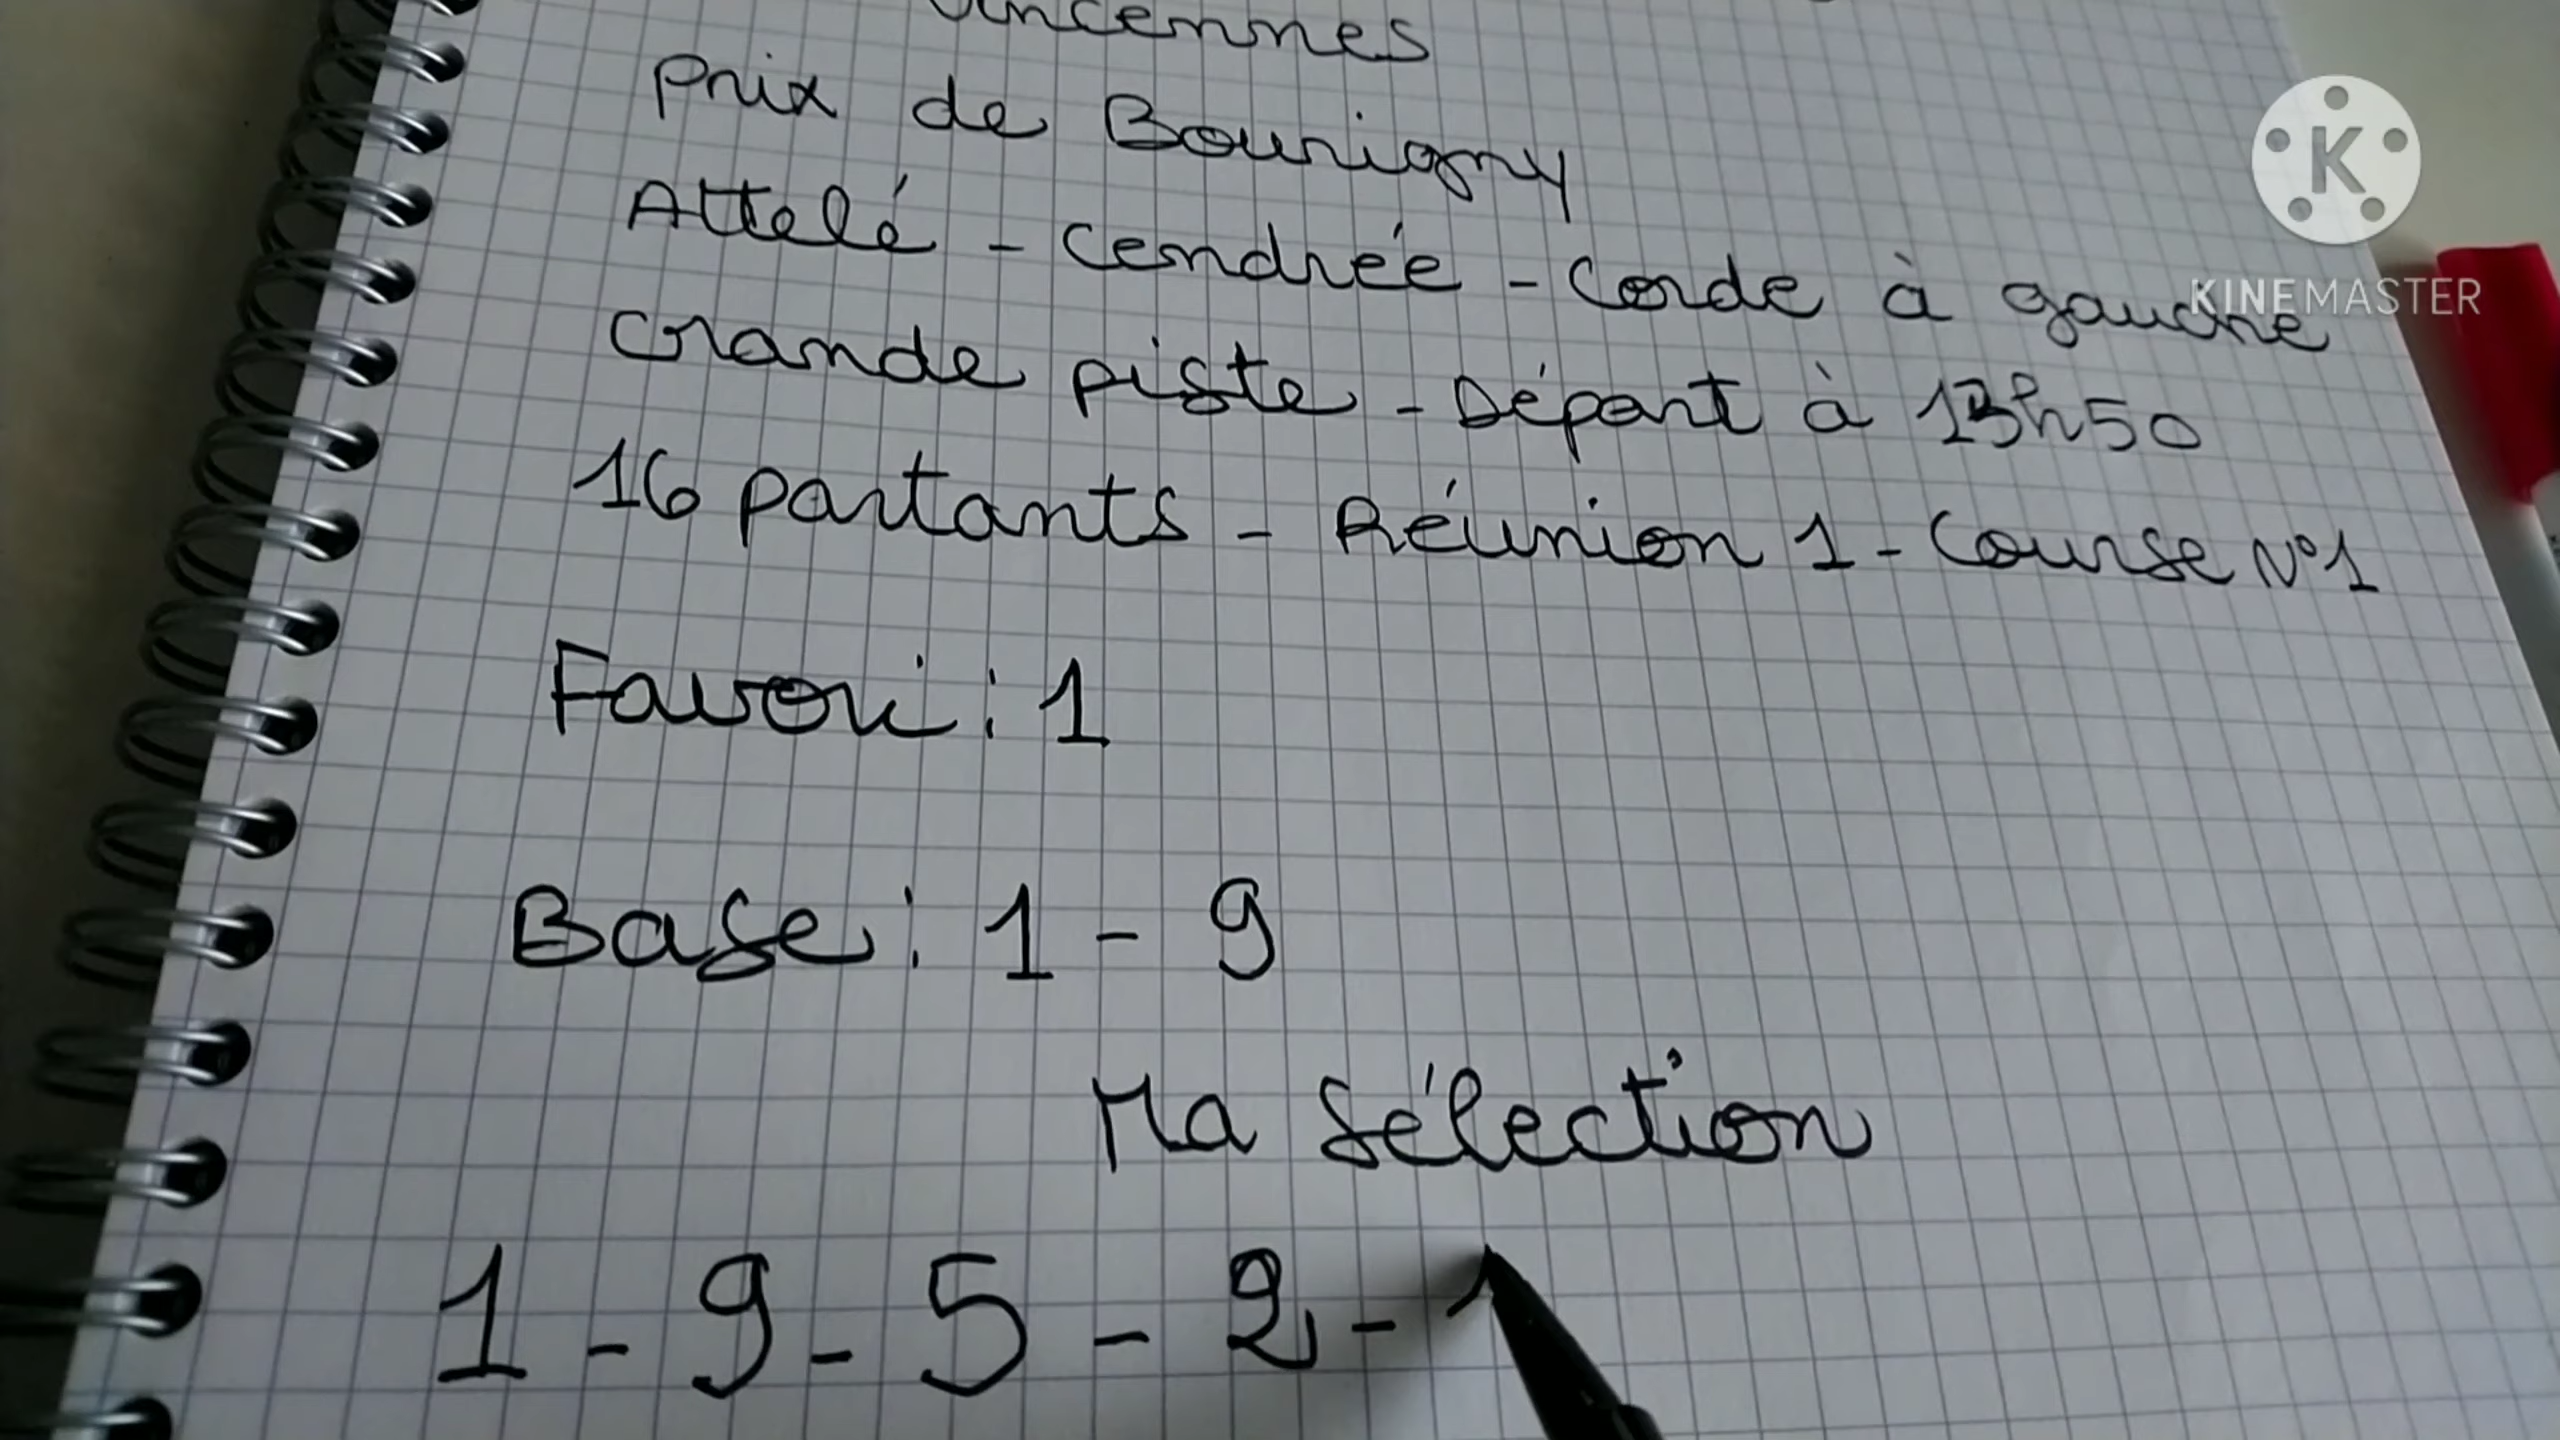 Vincennes
Prix de Bourigny
Attelé - Cendrée - Corde à gauche
Grande piste - Départ à 13h50
16 partants - Réunion 1 - Course N°1
Favori : 1
Base : 1 - 9
Ma sélection
1 - 9 - 5 - 2 -
KINEMASTER